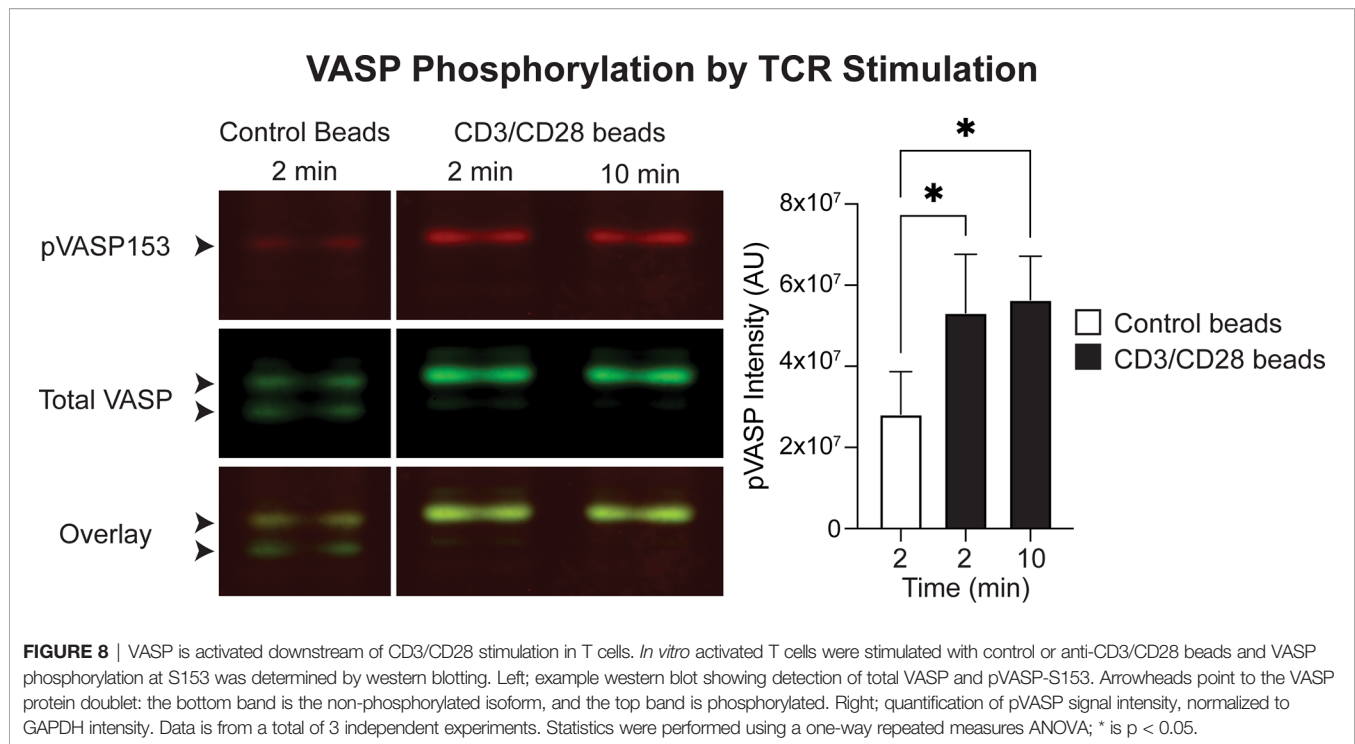 VASP Phosphorylation by TCR Stimulation
Control Beads
2 min
CD3/CD28 beads
2 min
10 min
pVASP153
Total VASP
Overlay
*
*
pVASP Intensity (AU)
8x10⁷
6x10⁷
4x10⁷
2x10⁷
0
2
2
10
Time (min)
Control beads
CD3/CD28 beads
FIGURE 8 | VASP is activated downstream of CD3/CD28 stimulation in T cells. In vitro activated T cells were stimulated with control or anti-CD3/CD28 beads and VASP
phosphorylation at S153 was determined by western blotting. Left; example western blot showing detection of total VASP and pVASP-S153. Arrowheads point to the VASP
protein doublet: the bottom band is the non-phosphorylated isoform, and the top band is phosphorylated. Right; quantification of pVASP signal intensity, normalized to
GAPDH intensity. Data is from a total of 3 independent experiments. Statistics were performed using a one-way repeated measures ANOVA; * is p < 0.05.